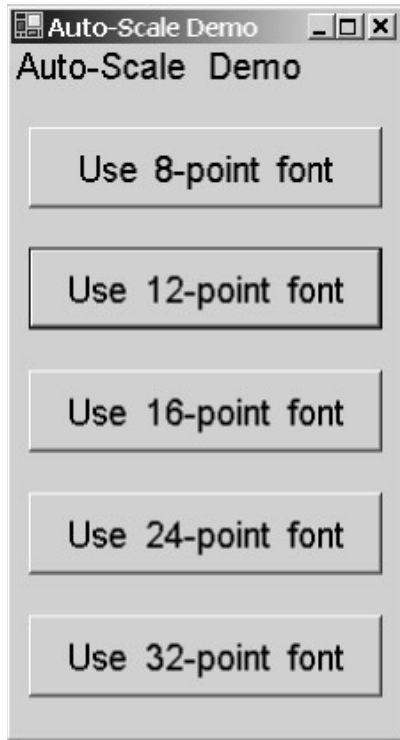 Auto-Scale Demo
Auto-Scale Demo
Use 8-point font
Use 12-point font
Use 16-point font
Use 24-point font
Use 32-point font